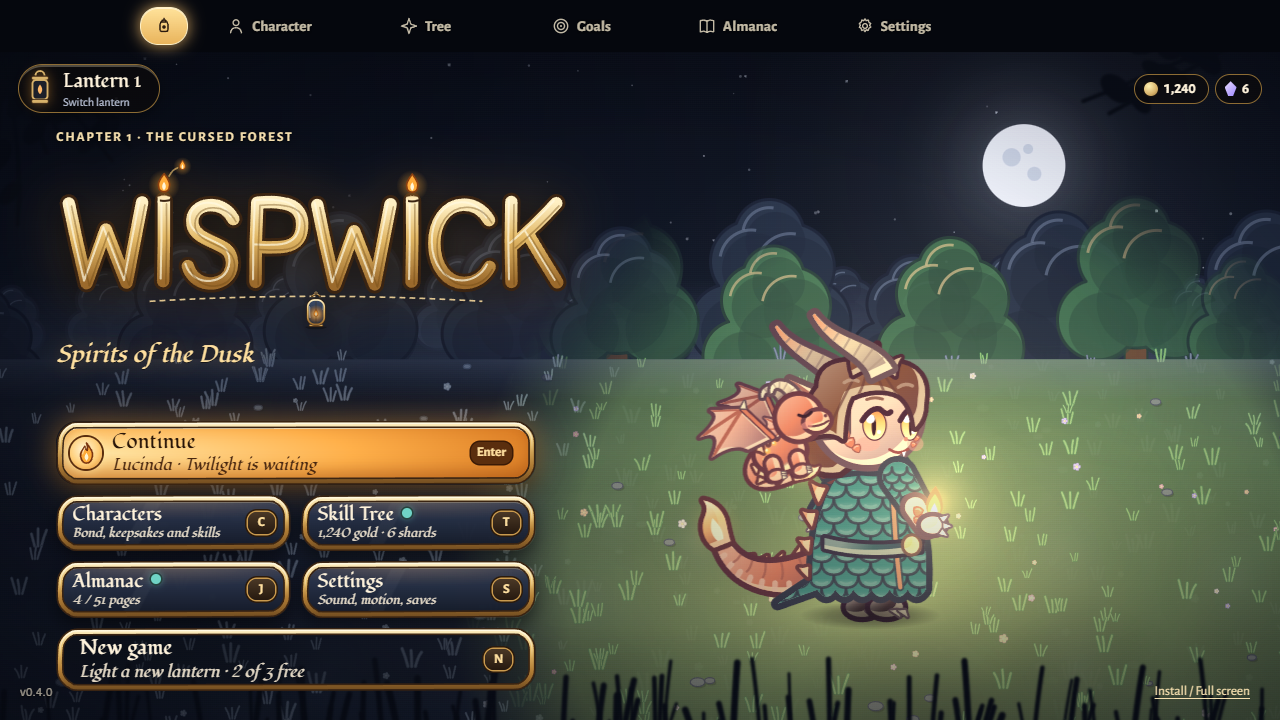 Character
Tree
Goals
Almanac
Settings
Lantern 1
Switch lantern
1,240
6
CHAPTER 1 · THE CURSED FOREST
WISPWICK
Spirits of the Dusk
Continue
Lucinda · Twilight is waiting
Enter
Characters
Bond, keepsakes and skills
C
Skill Tree
1,240 gold · 6 shards
T
Almanac
4 / 51 pages
J
Settings
Sound, motion, saves
S
New game
Light a new lantern · 2 of 3 free
N
v0.4.0
Install / Full screen